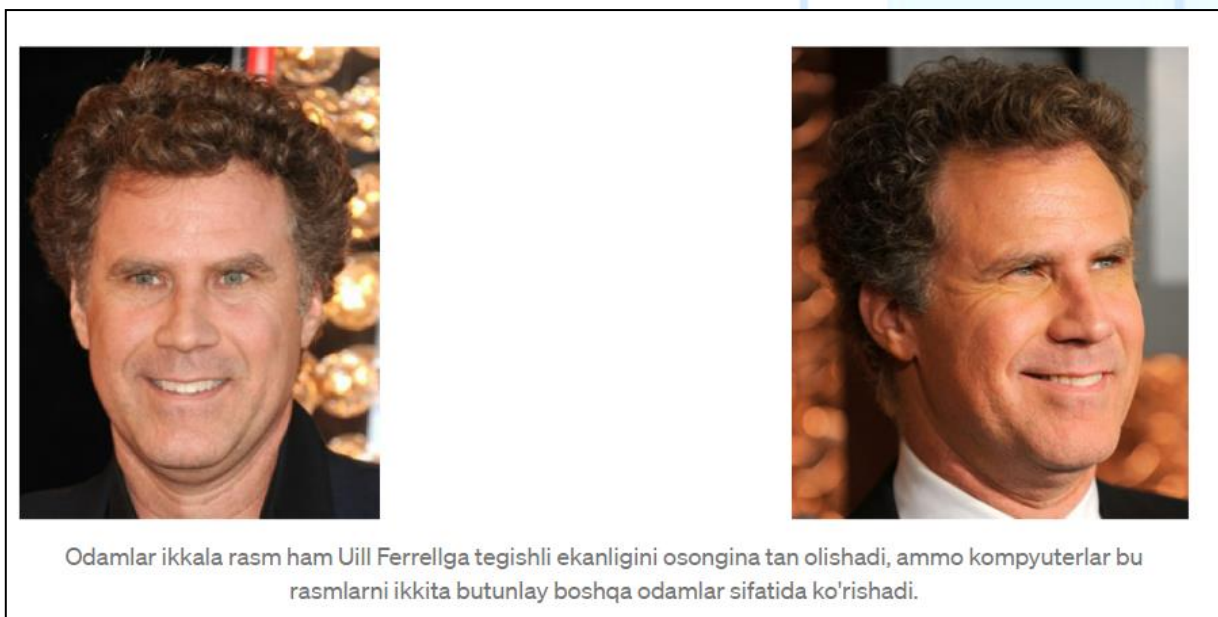 Odamlar ikkala rasm ham Uill Ferrellga tegishli ekanligini osongina tan olishadi, ammo kompyuterlar bu
rasmlarni ikkita butunlay boshqa odamlar sifatida ko'rishadi.